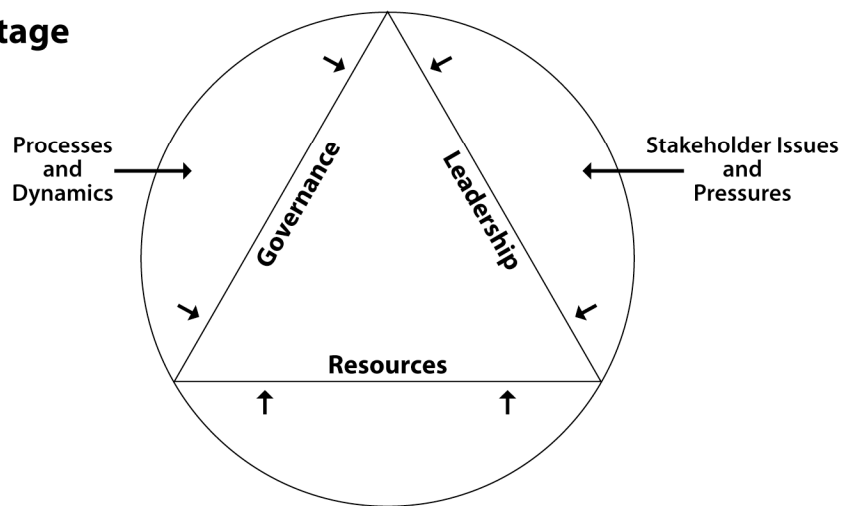 tage
Processes
and
Dynamics
Governance
Leadership
Stakeholder Issues
and
Pressures
Resources